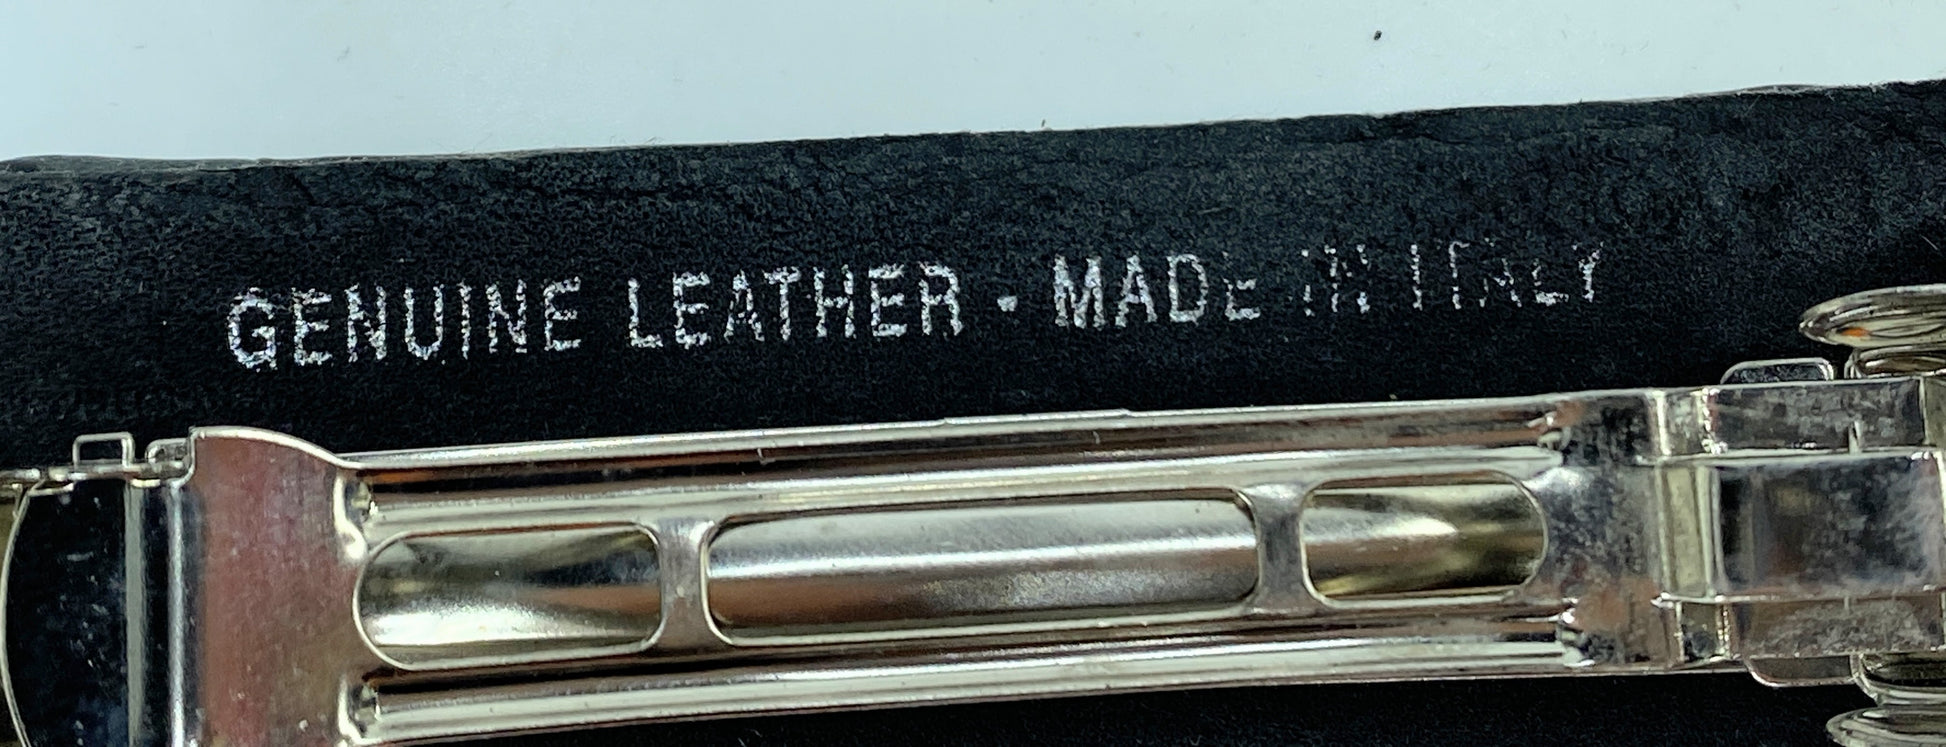 GENUINE LEATHER - MADE IN ITALY